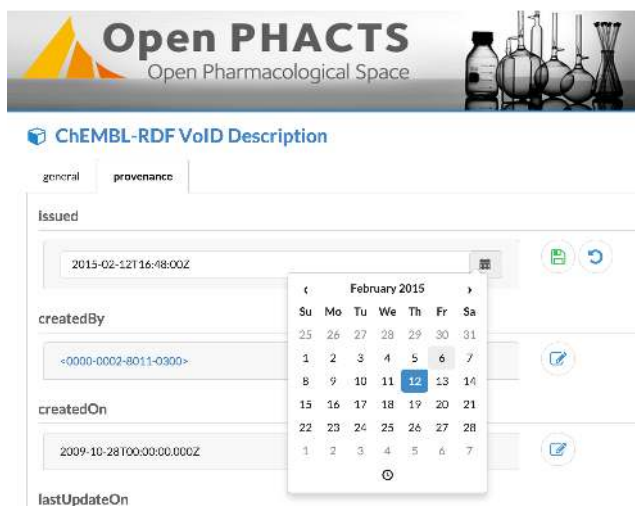 Open PHACTS
Open Pharmacological Space
ChEMBL-RDF VoID Description
general provenance
issued
2015-02-12T16:48:00Z
‹ February 2015 ›
Su Mo Tu We Th Fr Sa
25 26 27 28 29 30 31
1 2 3 4 5 6 7
8 9 10 11 12 13 14
15 16 17 18 19 20 21
22 23 24 25 26 27 28
1 2 3 4 5 6 7
createdBy
<0000-0002-8011-0300>
createdOn
2009-10-28T00:00:00.000Z
lastUpdateOn